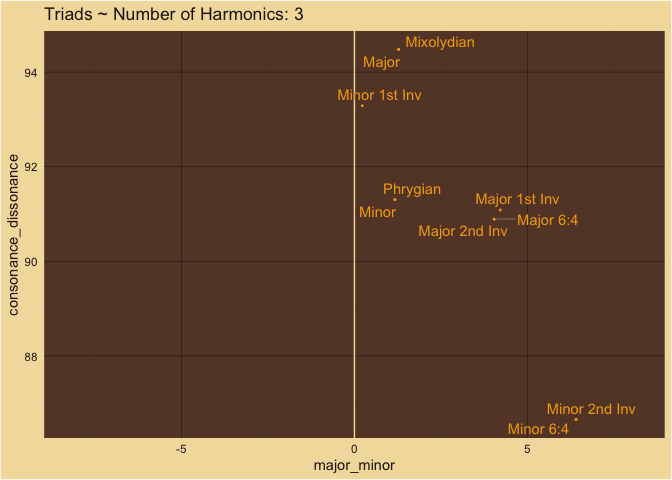 Triads ~ Number of Harmonics: 3
Mixolydian
Major
Minor 1st Inv
Phrygian
Minor
Major 1st Inv
Major 6:4
Major 2nd Inv
Minor 2nd Inv
Minor 6:4
94
92
90
88
consonance_dissonance
-5
0
5
major_minor